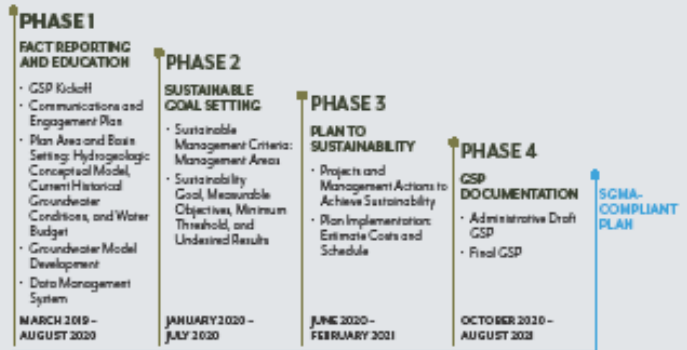 PHASE 1
FACT REPORTING
AND EDUCATION
· GSP Kickoff
· Communications and
Engagement Plan
· Plan Area and Basin
Setting: Hydrogeologic
Conceptual Model,
Current Historical
Groundwater
Conditions, and Water
Budget
· Groundwater Model
Development
· Data Management
System
MARCH 2019 –
AUGUST 2020
PHASE 2
SUSTAINABLE
GOAL SETTING
· Sustainable
Management Criteria:
Management Areas
· Sustainability
Goal, Measurable
Objectives, Minimum
Threshold, and
Undesired Results
JANUARY 2020 –
JULY 2020
PHASE 3
PLAN TO
SUSTAINABILITY
· Projects and
Management Actions to
Achieve Sustainability
· Plan Implementation:
Estimate Costs and
Schedule
JUNE 2020 –
FEBRUARY 2021
PHASE 4
GSP
DOCUMENTATION
· Administrative Draft
GSP
· Final GSP
OCTOBER 2020 –
AUGUST 2021
SGMA-
COMPLIANT
PLAN